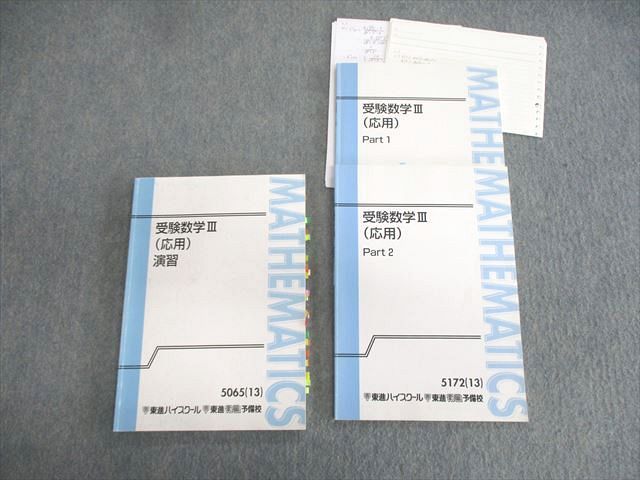 受験数学Ⅲ
(応用)
演習
MATHEMATICS
5065(13)
東進ハイスクール 東進衛星予備校
受験数学Ⅲ
(応用)
Part 1
MATHEMATICS
受験数学Ⅲ
(応用)
Part 2
5172(13)
東進ハイスクール 東進衛星予備校